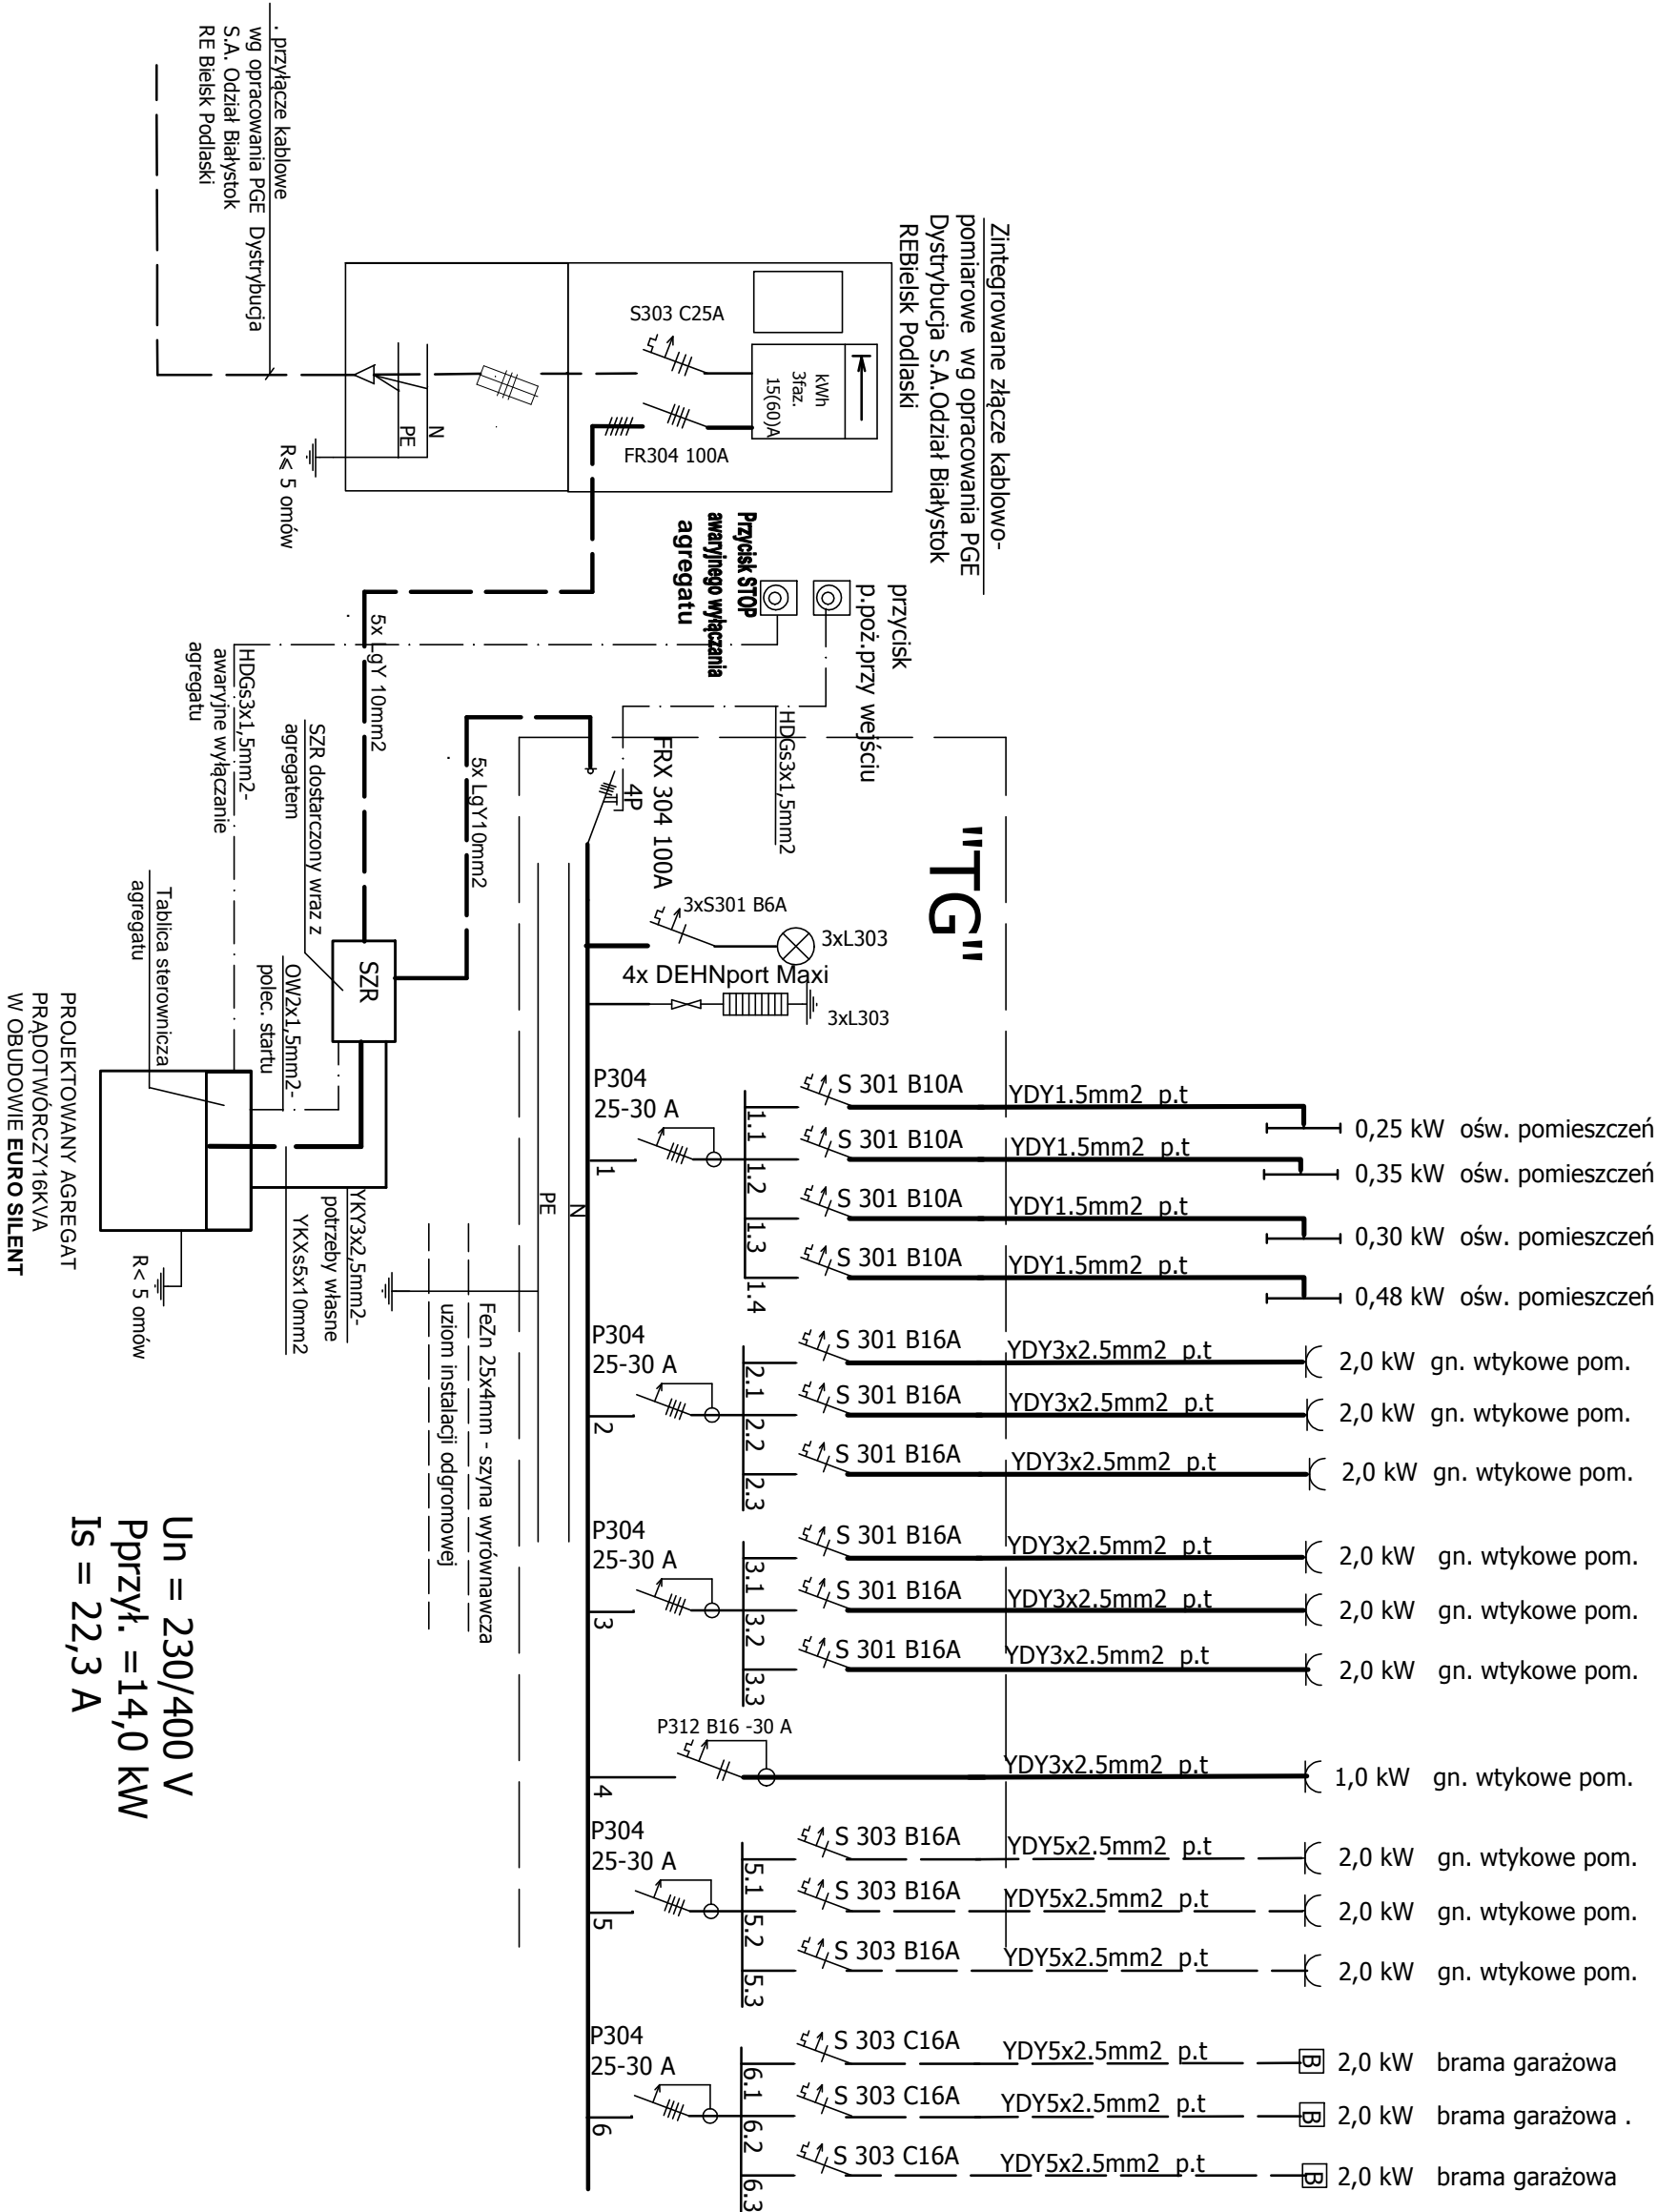 . przyłącze kablowe
wg opracowania PGE Dystrybucja
S.A. Odział Białystok
RE Bielsk Podlaski
Zintegrowane złącze kablowo-
pomiarowe wg opracowania PGE
Dystrybucja S.A.Odział Białystok
REBielsk Podlaski
S303 C25A
kWh
3faz.
15(60)A
FR304 100A
N
PE
R< 5 omów
Przycisk STOP
awaryjnego wyłączania
agregatu
przycisk
p.poż.przy wejściu
HDGs3x1,5mm2
5x LgY 10mm2
HDGs3x1,5mm2-
awaryjne wyłączanie
agregatu
SZR dostarczony wraz z
agregatem
5x LgY10mm2
FRX 304 100A
4P
"TG"
3xS301 B6A
3xL303
4x DEHNport Maxi
3xL303
SZR
OW2x1,5mm2-
polec. startu
Tablica sterownicza
agregatu
PROJEKTOWANY AGREGAT
PRĄDOTWÓRCZY16KVA
W OBUDOWIE EURO SILENT
YKY3x2,5mm2-
potrzeby własne
YKXs5x10mm2
R< 5 omów
N
PE
FeZn 25x4mm - szyna wyrównawcza
uziom instalacji odgromowej
P304
25-30 A
1
1.1
S 301 B10A
YDY1.5mm2 p.t
0,25 kW ośw. pomieszczeń
1.2
S 301 B10A
YDY1.5mm2 p.t
0,35 kW ośw. pomieszczeń
1.3
S 301 B10A
YDY1.5mm2 p.t
0,30 kW ośw. pomieszczeń
1.4
S 301 B10A
YDY1.5mm2 p.t
0,48 kW ośw. pomieszczeń
P304
25-30 A
2
2.1
S 301 B16A
YDY3x2.5mm2 p.t
2,0 kW gn. wtykowe pom.
2.2
S 301 B16A
YDY3x2.5mm2 p.t
2,0 kW gn. wtykowe pom.
2.3
S 301 B16A
YDY3x2.5mm2 p.t
2,0 kW gn. wtykowe pom.
P304
25-30 A
3
3.1
S 301 B16A
YDY3x2.5mm2 p.t
2,0 kW gn. wtykowe pom.
3.2
S 301 B16A
YDY3x2.5mm2 p.t
2,0 kW gn. wtykowe pom.
3.3
S 301 B16A
YDY3x2.5mm2 p.t
2,0 kW gn. wtykowe pom.
P312 B16 -30 A
4
YDY3x2.5mm2 p.t
1,0 kW gn. wtykowe pom.
P304
25-30 A
5
5.1
S 303 B16A
YDY5x2.5mm2 p.t
2,0 kW gn. wtykowe pom.
5.2
S 303 B16A
YDY5x2.5mm2 p.t
2,0 kW gn. wtykowe pom.
5.3
S 303 B16A
YDY5x2.5mm2 p.t
2,0 kW gn. wtykowe pom.
P304
25-30 A
6
6.1
S 303 C16A
YDY5x2.5mm2 p.t
B
2,0 kW brama garażowa
6.2
S 303 C16A
YDY5x2.5mm2 p.t
B
2,0 kW brama garażowa .
6.3
S 303 C16A
YDY5x2.5mm2 p.t
B
2,0 kW brama garażowa
Un = 230/400 V
Pprzył. =14,0 kW
Is = 22,3 A